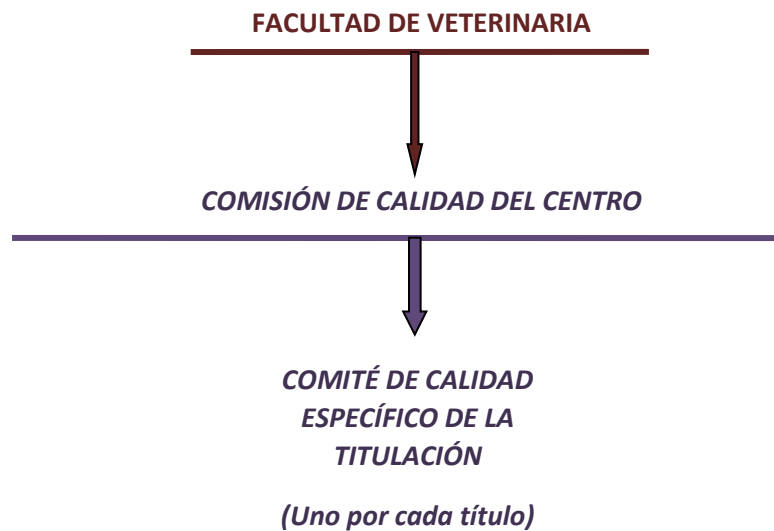 FACULTAD DE VETERINARIA
COMISIÓN DE CALIDAD DEL CENTRO
COMITÉ DE CALIDAD
ESPECÍFICO DE LA
TITULACIÓN
(Uno por cada título)